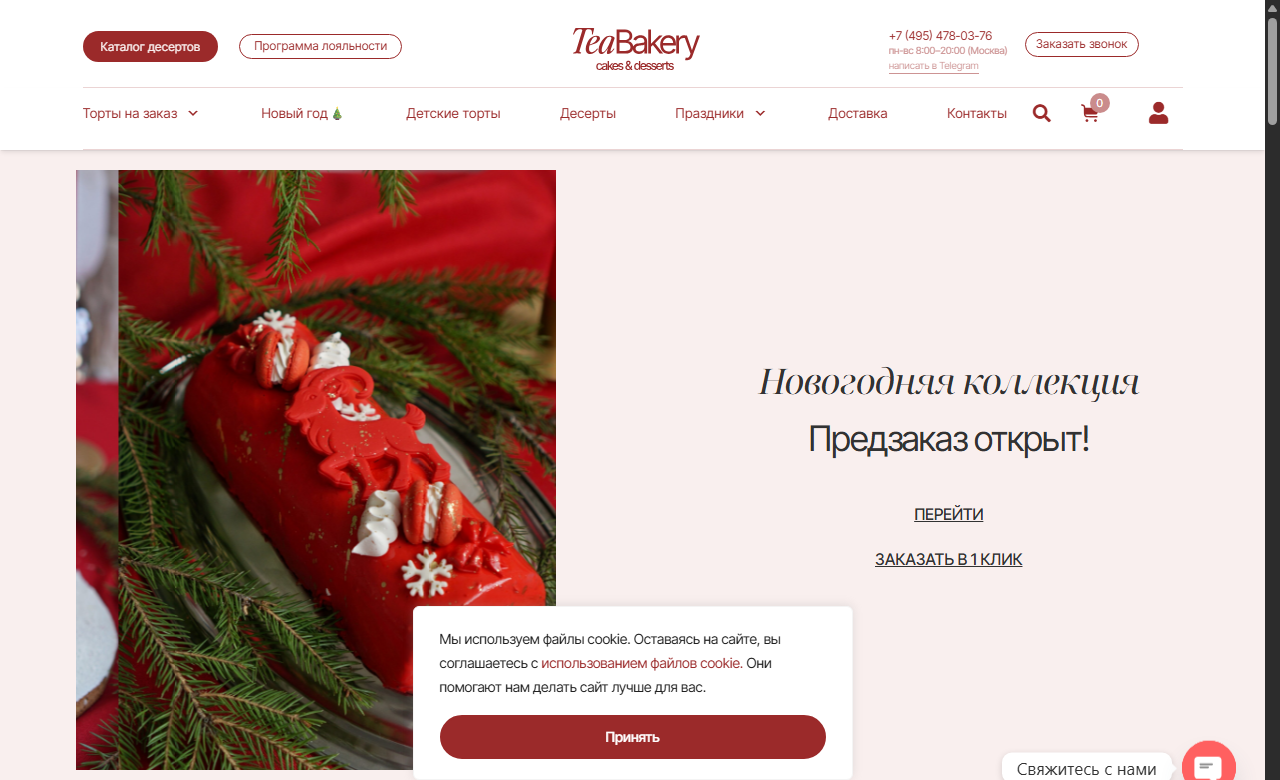 Каталог десертов
Программа лояльности
TeaBakery
cakes & desserts
+7 (495) 478-03-76
пн-вс 8:00–20:00 (Москва)
написать в Telegram
Заказать звонок
Торты на заказ
Новый год
Детские торты
Десерты
Праздники
Доставка
Контакты
0
Новогодняя коллекция
Предзаказ открыт!
ПЕРЕЙТИ
ЗАКАЗАТЬ В 1 КЛИК
Мы используем файлы cookie. Оставаясь на сайте, вы
соглашаетесь с использованием файлов cookie. Они
помогают нам делать сайт лучше для вас.
Принять
Свяжитесь с нами